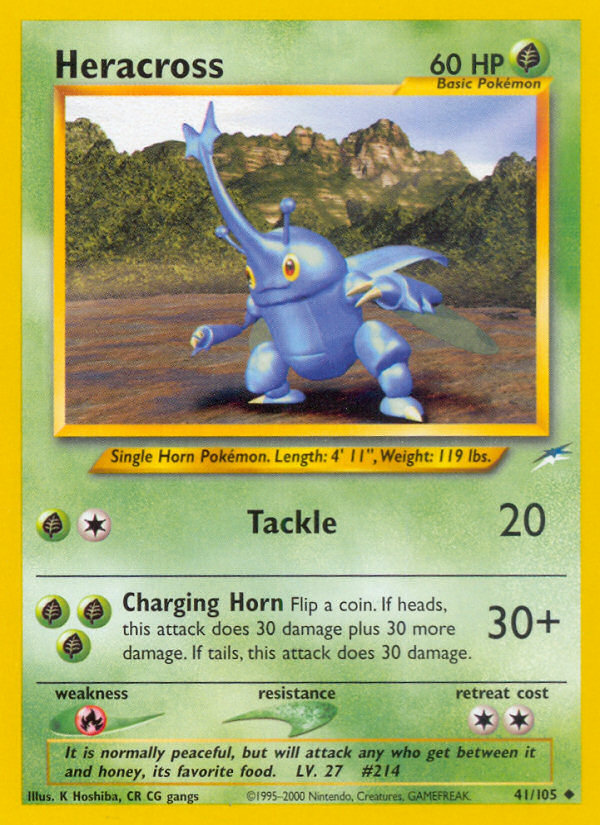 Heracross
60 HP
Basic Pokémon
Single Horn Pokémon. Length: 4' 11", Weight: 119 lbs.
Tackle
20
Charging Horn Flip a coin. If heads,
this attack does 30 damage plus 30 more
damage. If tails, this attack does 30 damage.
30+
weakness
resistance
retreat cost
It is normally peaceful, but will attack any who get between it
and honey, its favorite food. LV. 27 #214
Illus. K Hoshiba, CR CG gangs
©1995-2000 Nintendo, Creatures, GAMEFREAK.
41/105